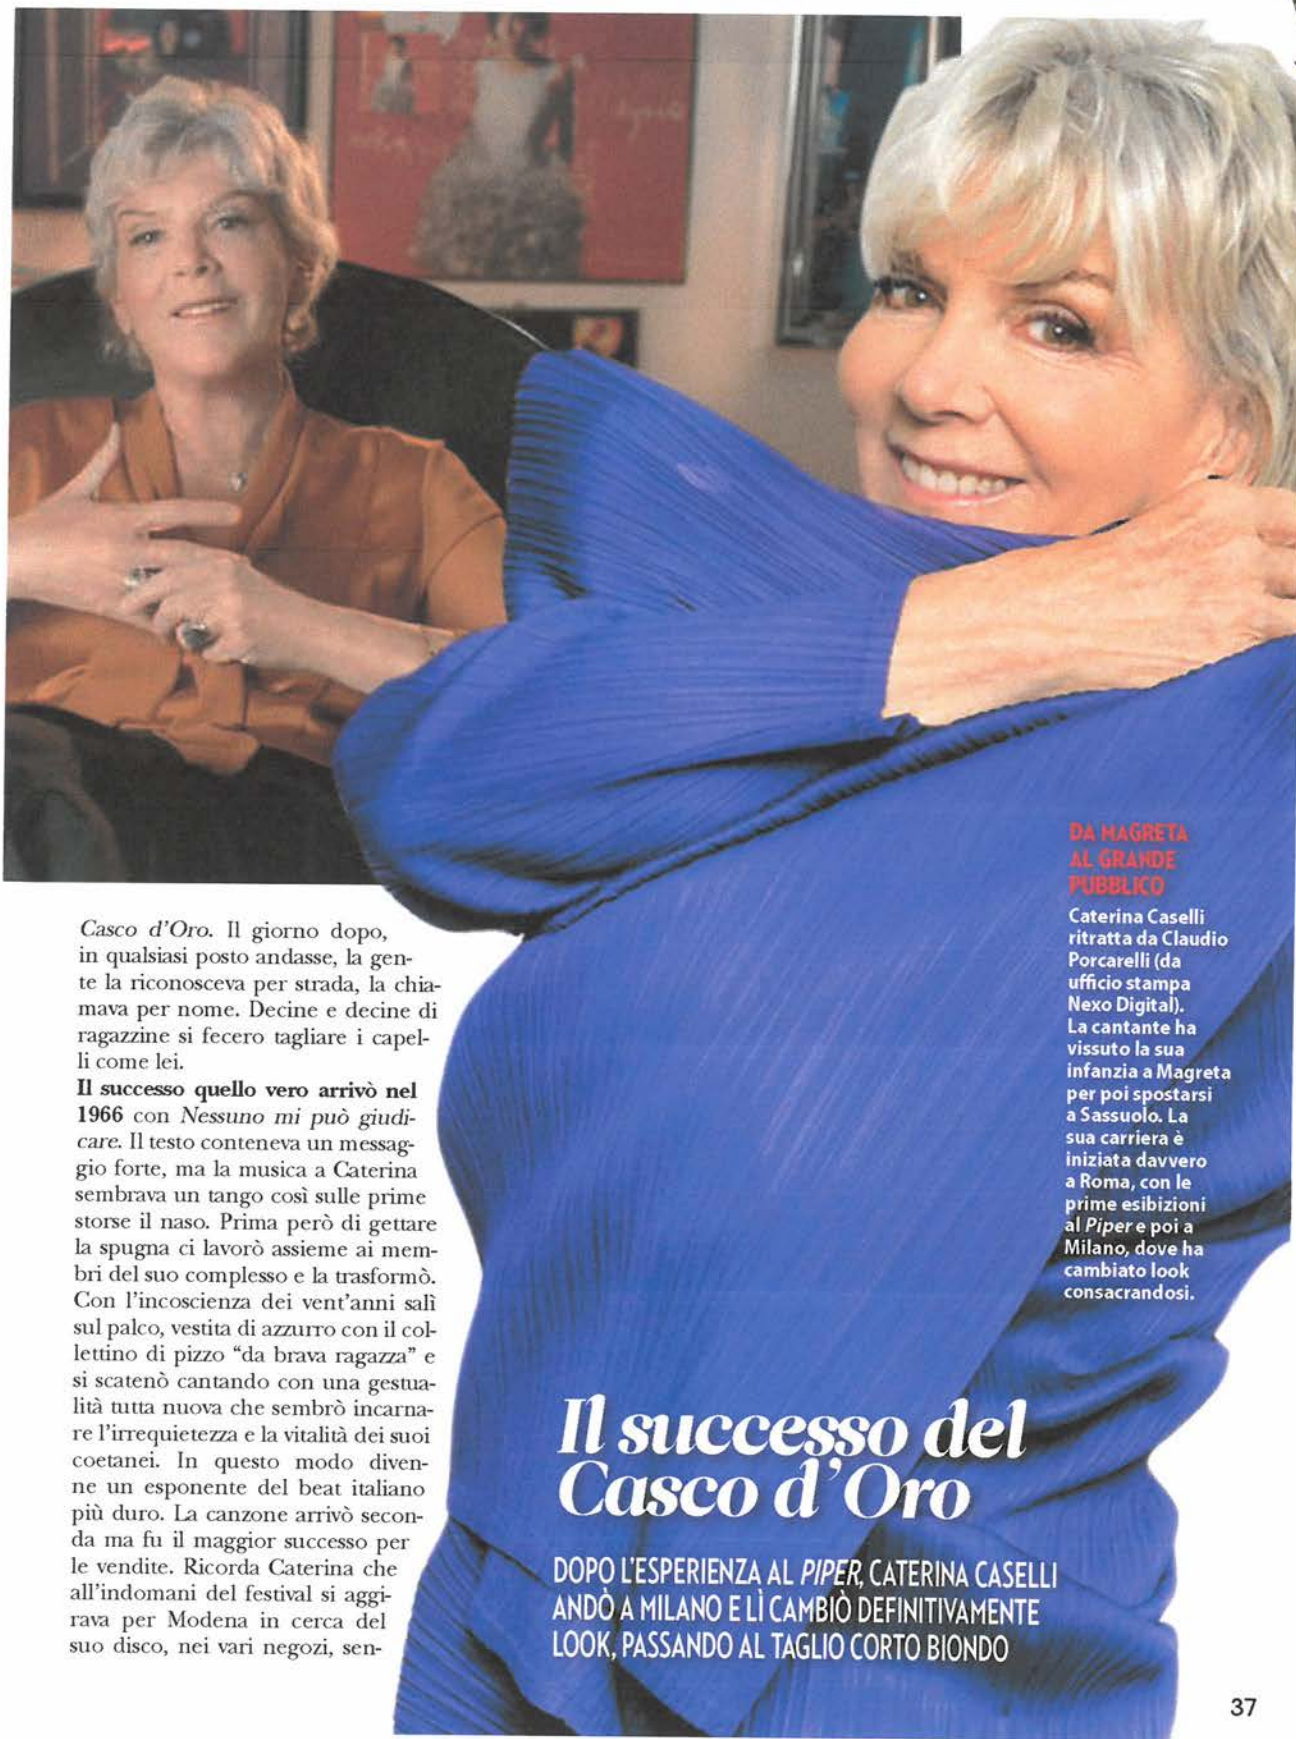 DA MAGRETA
AL GRANDE
PUBBLICO
Caterina Caselli
ritratta da Claudio
Porcarelli (da
ufficio stampa
Nexo Digital).
La cantante ha
vissuto la sua
infanzia a Magreta
per poi spostarsi
a Sassuolo. La
sua carriera è
iniziata davvero
a Roma, con le
prime esibizioni
al Piper e poi a
Milano, dove ha
cambiato look
consacrandosi.
Casco d'Oro. Il giorno dopo,
in qualsiasi posto andasse, la gen-
te la riconosceva per strada, la chia-
mava per nome. Decine e decine di
ragazzine si fecero tagliare i capel-
li come lei.
Il successo quello vero arrivò nel
1966 con Nessuno mi può giudi-
care. Il testo conteneva un messag-
gio forte, ma la musica a Caterina
sembrava un tango così sulle prime
storse il naso. Prima però di gettare
la spugna ci lavorò assieme ai mem-
bri del suo complesso e la trasformò.
Con l'incoscienza dei vent'anni salì
sul palco, vestita di azzurro con il col-
lettino di pizzo “da brava ragazza” e
si scatenò cantando con una gestua-
lità tutta nuova che sembrò incarna-
re l'irrequietezza e la vitalità dei suoi
coetanei. In questo modo diven-
ne un esponente del beat italiano
più duro. La canzone arrivò secon-
da ma fu il maggior successo per
le vendite. Ricorda Caterina che
all'indomani del festival si aggi-
rava per Modena in cerca del
suo disco, nei vari negozi, sen-
Il successo del
Casco d'Oro
DOPO L'ESPERIENZA AL PIPER, CATERINA CASELLI
ANDÒ A MILANO E LÌ CAMBIÒ DEFINITIVAMENTE
LOOK, PASSANDO AL TAGLIO CORTO BIONDO
37